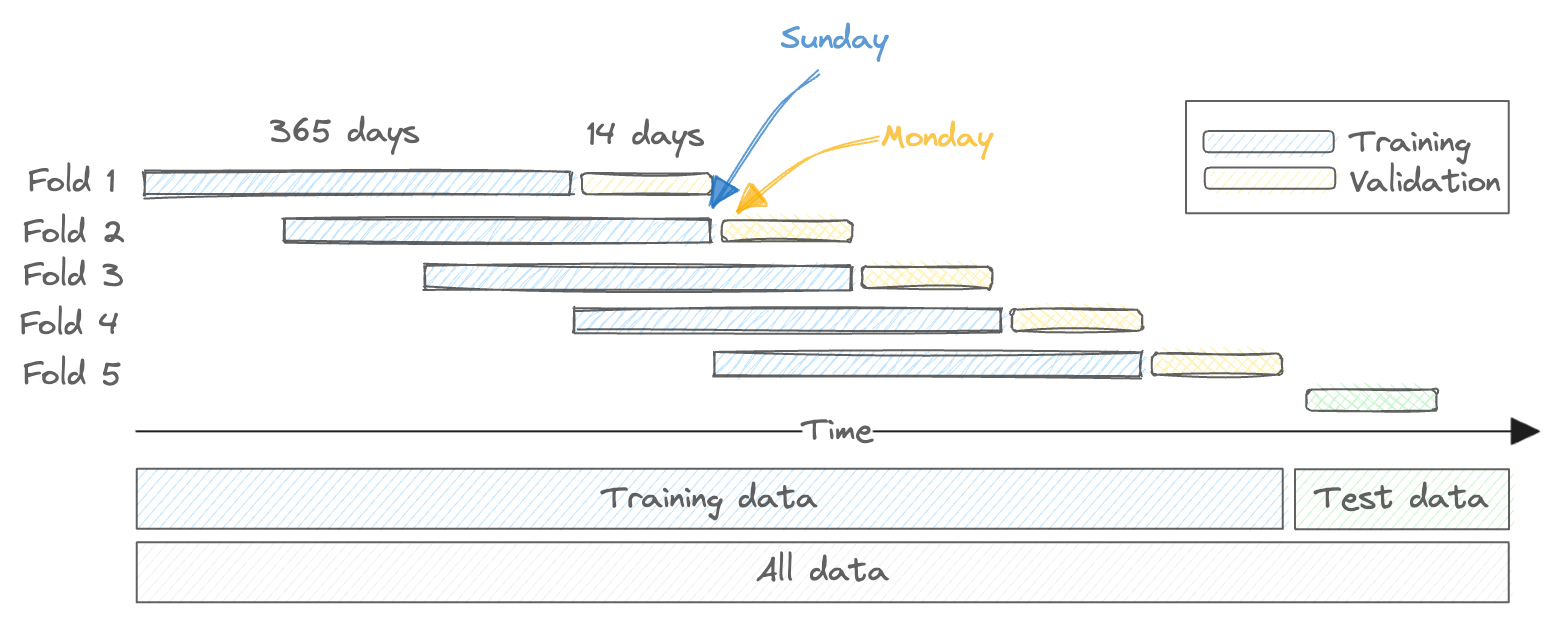 Sunday
365 days
14 days
Monday
Training
Validation
Fold 1
Fold 2
Fold 3
Fold 4
Fold 5
Time
Training data
Test data
All data